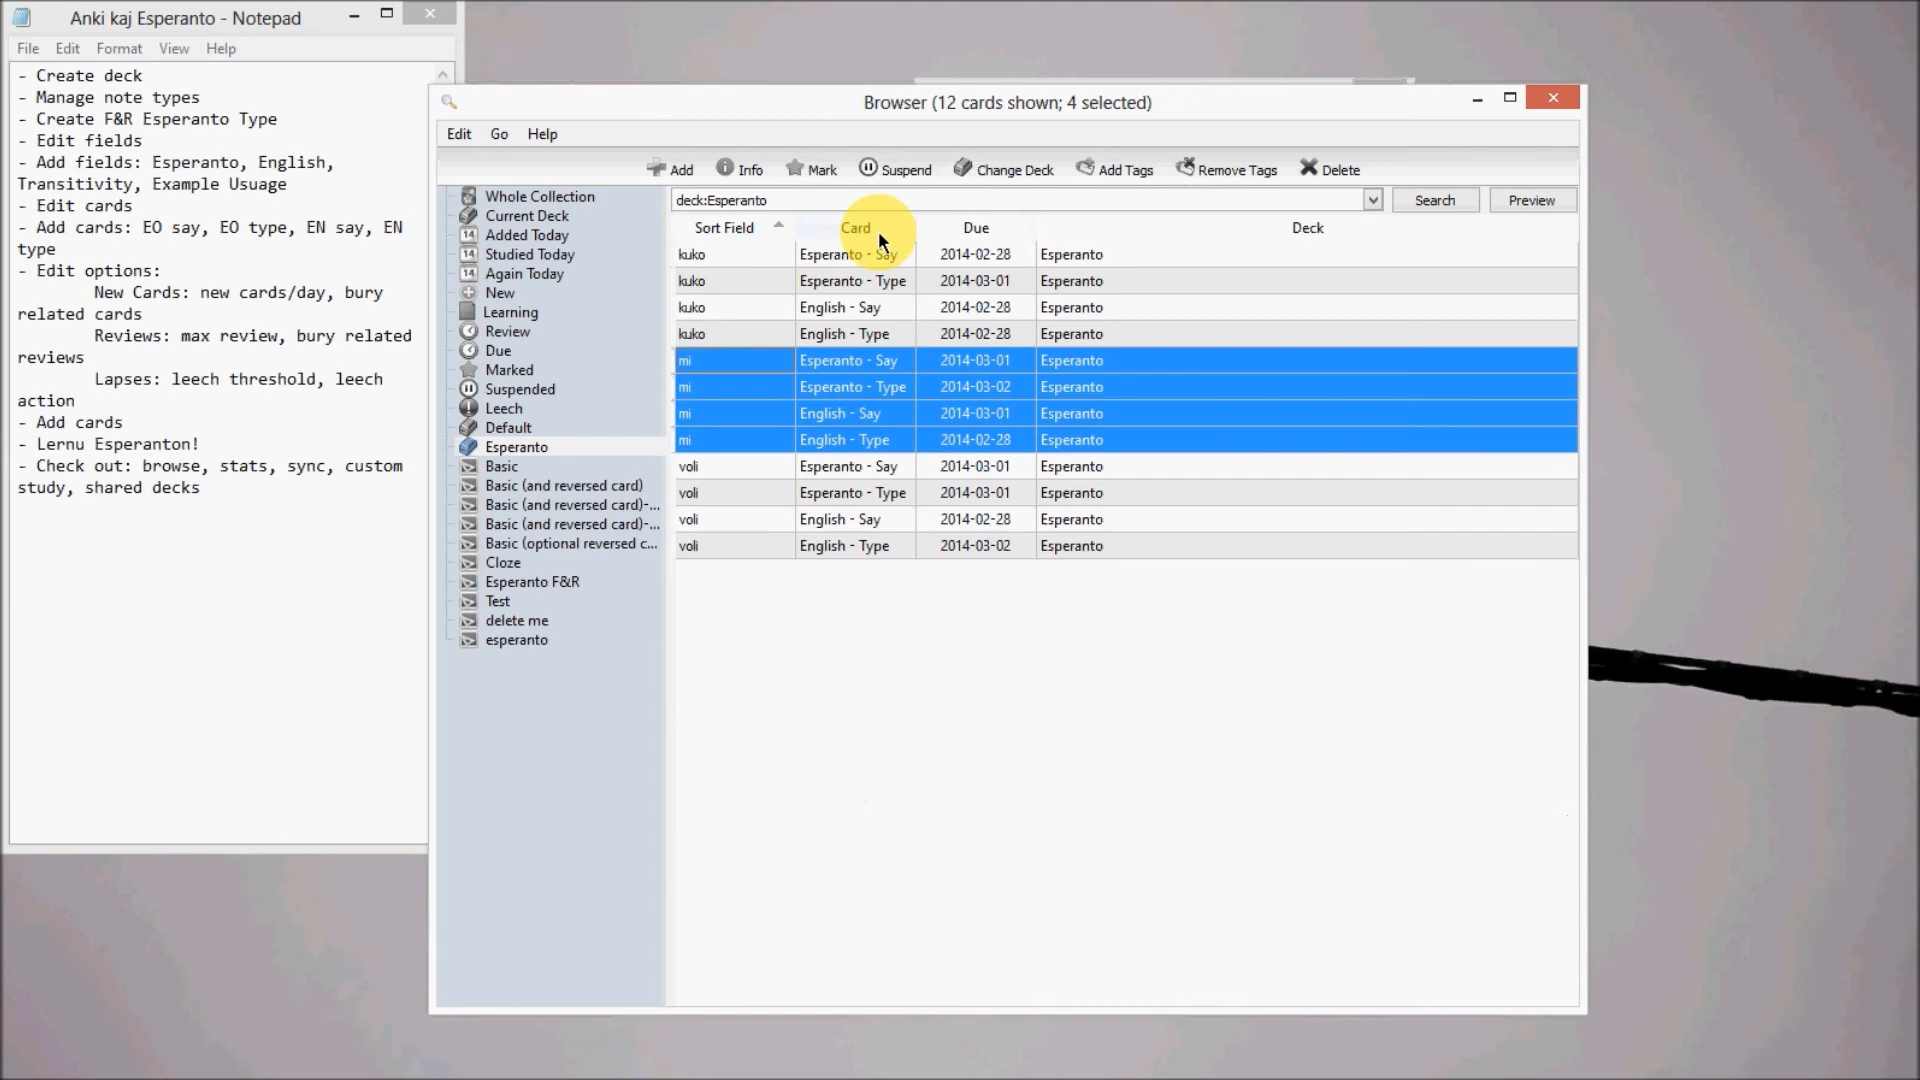 Anki kaj Esperanto - Notepad
File Edit Format View Help
- Create deck
- Manage note types
- Create F&R Esperanto Type
- Edit fields
- Add fields: Esperanto, English,
Transitivity, Example Usuage
- Edit cards
- Add cards: EO say, EO type, EN say, EN
type
- Edit options:
New Cards: new cards/day, bury
related cards
Reviews: max review, bury related
reviews
Lapses: leech threshold, leech
action
- Add cards
- Lernu Esperanton!
- Check out: browse, stats, sync, custom
study, shared decks
Browser (12 cards shown; 4 selected)
Edit Go Help
Add Info Mark Suspend Change Deck Add Tags Remove Tags Delete
Whole Collection
Current Deck
14 Added Today
14 Studied Today
14 Again Today
New
Learning
Review
Due
Marked
Suspended
Leech
Default
Esperanto
Basic
Basic (and reversed card)
Basic (and reversed card)-...
Basic (and reversed card)-...
Basic (optional reversed c...
Cloze
Esperanto F&R
Test
delete me
esperanto
deck:Esperanto Search Preview
Sort Field Card Due Deck
kuko Esperanto - Say 2014-02-28 Esperanto
kuko Esperanto - Type 2014-03-01 Esperanto
kuko English - Say 2014-02-28 Esperanto
kuko English - Type 2014-02-28 Esperanto
mi Esperanto - Say 2014-03-01 Esperanto
mi Esperanto - Type 2014-03-02 Esperanto
mi English - Say 2014-03-01 Esperanto
mi English - Type 2014-02-28 Esperanto
voli Esperanto - Say 2014-03-01 Esperanto
voli Esperanto - Type 2014-03-01 Esperanto
voli English - Say 2014-02-28 Esperanto
voli English - Type 2014-03-02 Esperanto